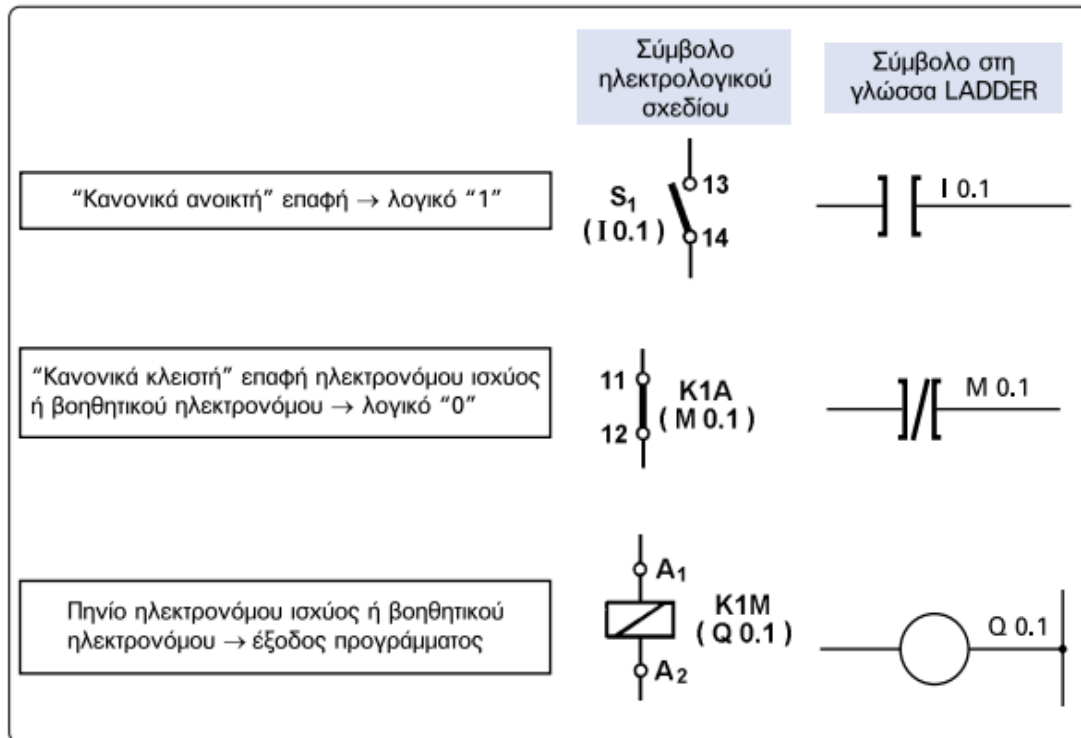 Σύμβολο
ηλεκτρολογικού
σχεδίου
Σύμβολο στη
γλώσσα LADDER
“Κανονικά ανοικτή” επαφή → λογικό “1”
S1
( I 0.1 )
13
14
I 0.1
“Κανονικά κλειστή” επαφή ηλεκτρονόμου ισχύος
ή βοηθητικού ηλεκτρονόμου → λογικό “0”
11
12
K1A
( M 0.1 )
M 0.1
Πηνίο ηλεκτρονόμου ισχύος ή βοηθητικού
ηλεκτρονόμου → έξοδος προγράμματος
A1
A2
K1M
( Q 0.1 )
Q 0.1